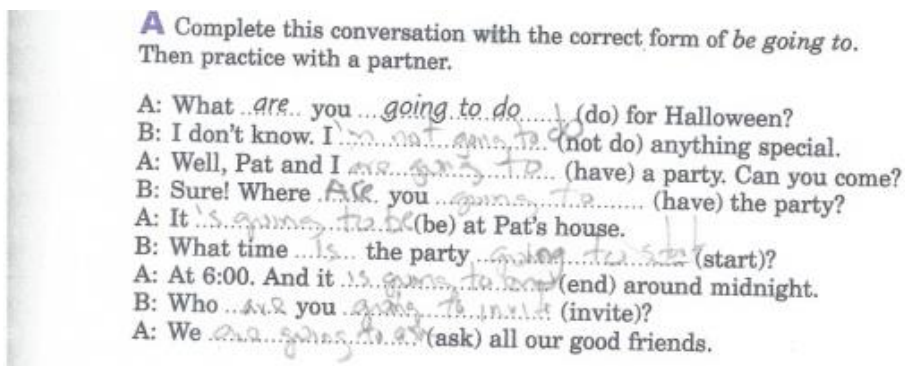 A Complete this conversation with the correct form of be going to.
Then practice with a partner.
A: What are you going to do (do) for Halloween?
B: I don't know. I 'm not going to do (not do) anything special.
A: Well, Pat and I are going to (have) a party. Can you come?
B: Sure! Where Are you going to (have) the party?
A: It 's going to be (be) at Pat's house.
B: What time is the party going to (start)?
A: At 6:00. And it is going to (end) around midnight.
B: Who are you going to invite (invite)?
A: We are going to (ask) all our good friends.